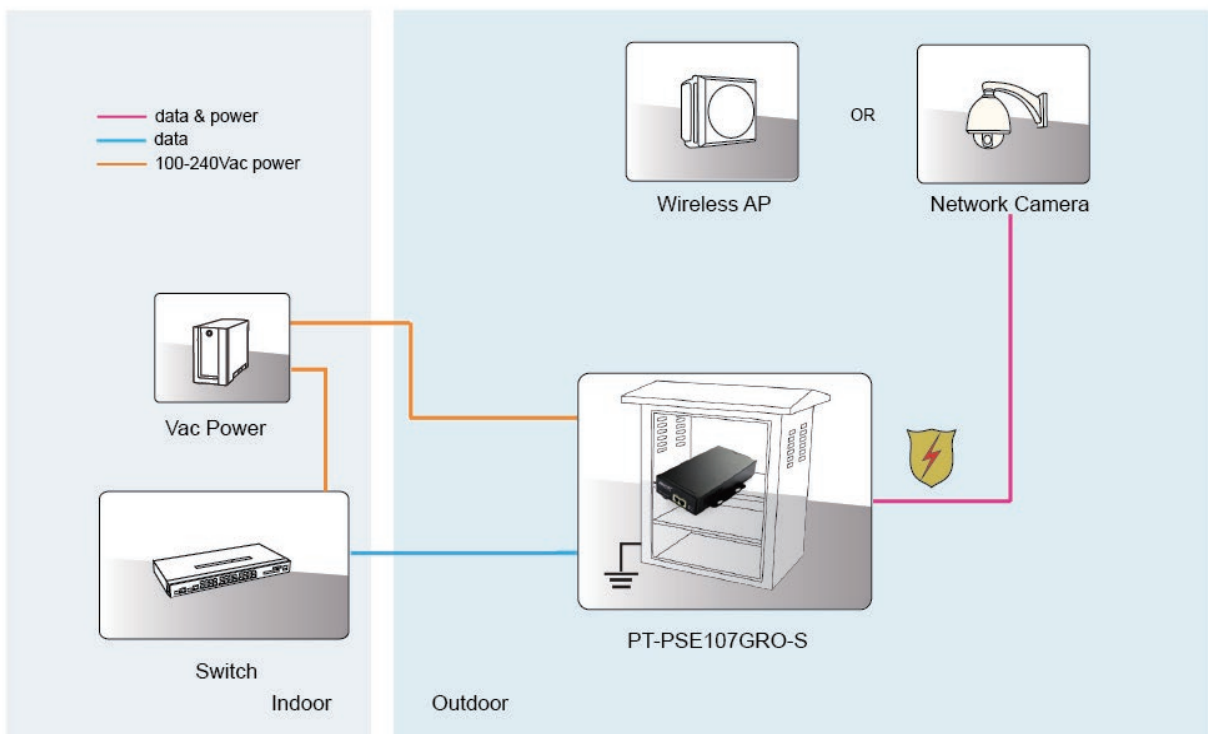 data & power
data
100-240Vac power
Wireless AP
OR
Network Camera
Vac Power
Switch
PT-PSE107GRO-S
Indoor
Outdoor